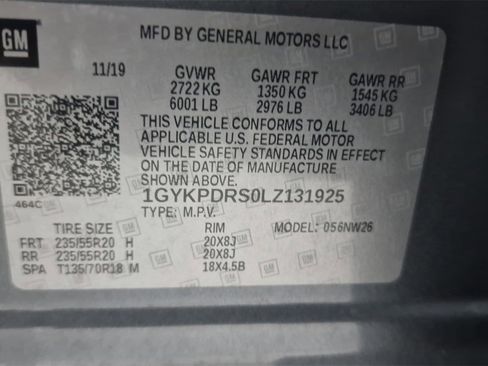 GM
MFD BY GENERAL MOTORS LLC
11/19 GVWR GAWR FRT GAWR RR
2722 KG 1350 KG 1545 KG
6001 LB 2976 LB 3406 LB
THIS VEHICLE CONFORMS TO ALL
APPLICABLE U.S. FEDERAL MOTOR
VEHICLE SAFETY STANDARDS IN EFFECT
ON THE DATE OF MANUFACTURE
SHOWN ABOVE.
464C
1GYKPDRS0LZ131925
TYPE: M.P.V.
TIRE SIZE RIM MODEL: 056NW26
FRT 235/55R20 H 20X8J
RR 235/55R20 H 20X8J
SPA T135/70R18 M 18X4.5B